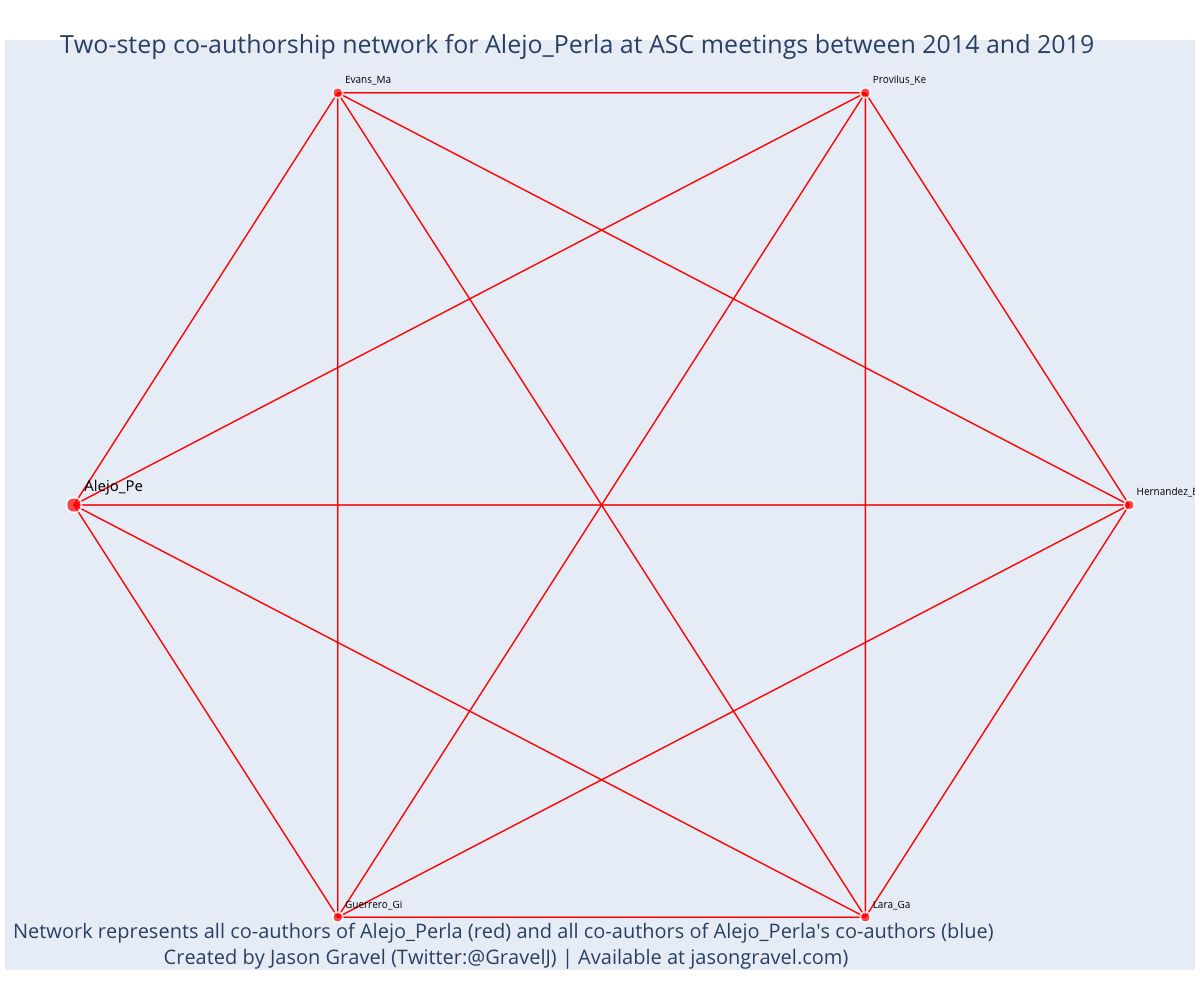 Two-step co-authorship network for Alejo_Perla at ASC meetings between 2014 and 2019
Evans_Ma
Provilus_Ke
Alejo_Pe
Guerrero_Gi
Lara_Ga
Network represents all co-authors of Alejo_Perla (red) and all co-authors of Alejo_Perla's co-authors (blue)
Created by Jason Gravel (Twitter:@GravelJ) | Available at jasongravel.com)